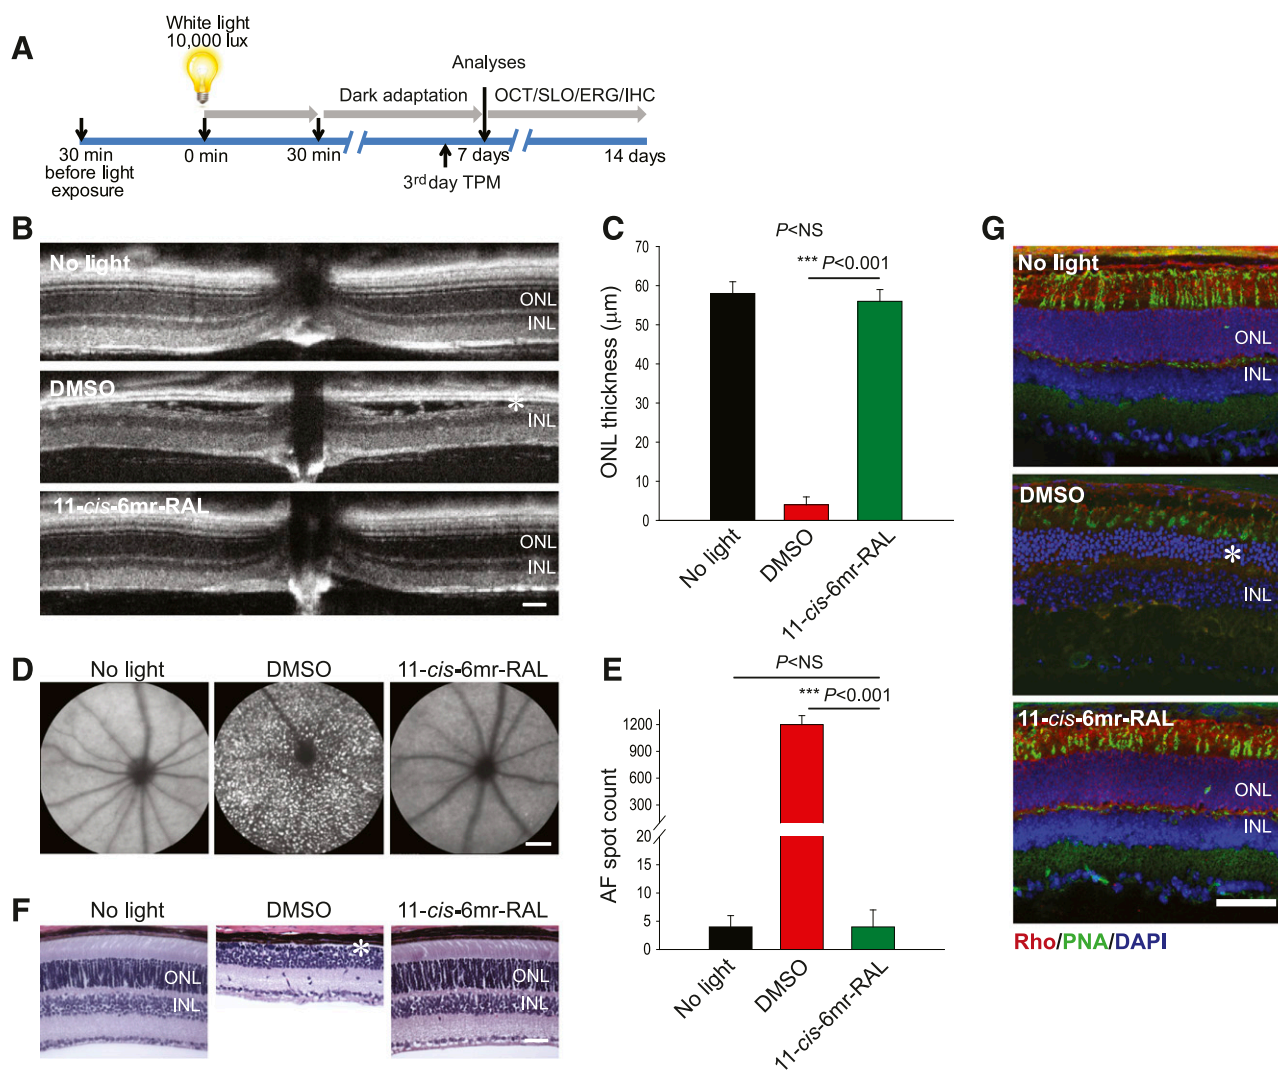 A
White light
10,000 lux
Analyses
Dark adaptation
OCT/SLO/ERG/IHC
30 min
before light
exposure
0 min
30 min
3rd day TPM
7 days
14 days
B
No light
ONL
INL
DMSO
*
INL
11-cis-6mr-RAL
ONL
INL
C
P<NS
*** P<0.001
ONL thickness (μm)
70
60
50
40
30
20
10
0
No light
DMSO
11-cis-6mr-RAL
D
No light
DMSO
11-cis-6mr-RAL
E
P<NS
*** P<0.001
AF spot count
1200
900
600
300
20
15
10
5
0
No light
DMSO
11-cis-6mr-RAL
F
No light
DMSO
11-cis-6mr-RAL
ONL
INL
*
ONL
INL
G
No light
ONL
INL
DMSO
*
INL
11-cis-6mr-RAL
ONL
INL
Rho/PNA/DAPI